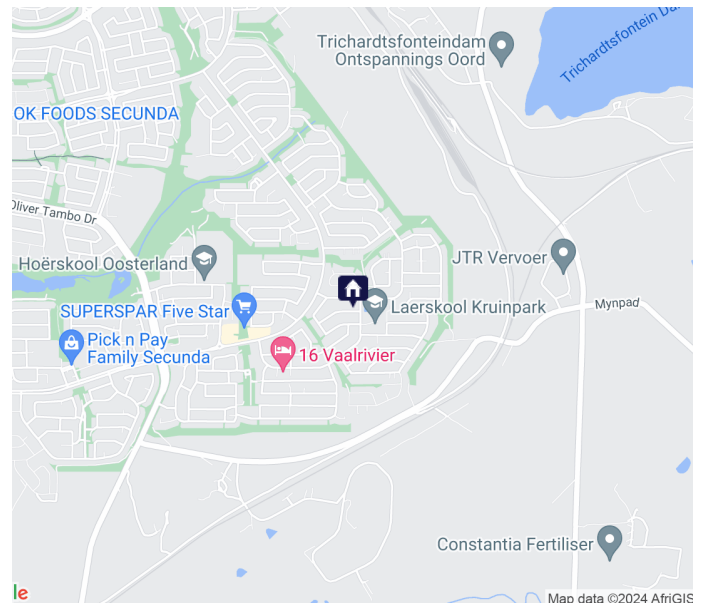 Trichardtsfonteindam
Ontspannings Oord
Trichardtsfontein Da
OK FOODS SECUNDA
Oliver Tambo Dr
Hoërskool Oosterland
JTR Vervoer
Mynpad
SUPERSPAR Five Star
Laerskool Kruinpark
Pick n Pay
Family Secunda
16 Vaalrivier
Constantia Fertiliser
le
Map data ©2024 AfriGIS